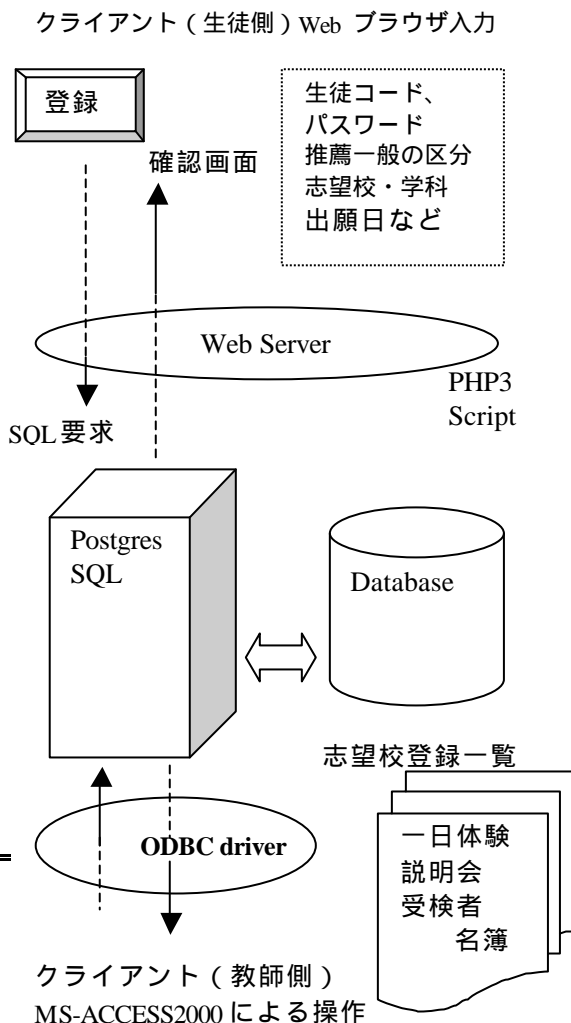 クライアント（生徒側）Web ブラウザ入力
登録
生徒コード、
パスワード
推薦一般の区分
志望校・学科
出願日など
確認画面
Web Server
PHP3
Script
SQL要求
Postgres
SQL
Database
志望校登録一覧
一日体験
説明会
受検者
名簿
ODBC driver
クライアント（教師側）
MS-ACCESS2000による操作